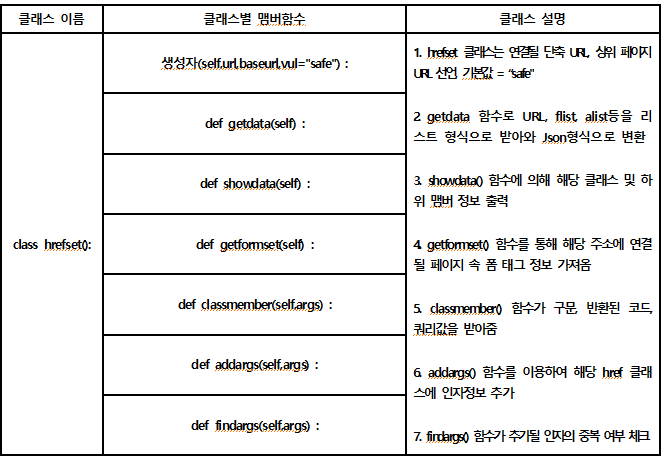 클래스 이름
클래스별 맴버함수
클래스 설명
class hrefset():
생성자(self,url,baseurl,vul="safe") :
def getdata(self) :
def showdata(self) :
def getformset(self) :
def classmember(self,args) :
def addargs(self,args) :
def findargs(self,args) :
1. hrefset 클래스는 연결될 단축 URL, 상위 페이지
URL 선언. 기본값 = "safe"
2. getdata 함수로 URL, flist, alist등을 리
스트 형식으로 받아와 Json형식으로 변환
3. showdata() 함수에 의해 해당 클래스 및 하
위 맴버 정보 출력
4. getformset() 함수를 통해 해당 주소에 연결
될 페이지 속 폼 태그 정보 가져옴
5. classmember() 함수가 구문, 반환된 코드,
쿼리값을 받아줌
6. addargs() 함수를 이용하여 해당 href 클래
스에 인자정보 추가
7. findargs() 함수가 추가될 인자의 중복 여부 체크